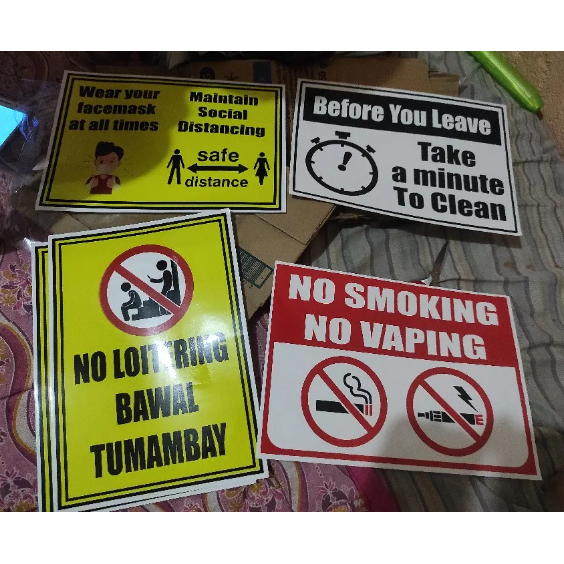 Wear your
facemask
at all times
Maintain
Social
Distancing
safe
distance
Before You Leave
Take
a minute
To Clean
NO LOITERING
BAWAL
TUMAMBAY
NO SMOKING
NO VAPING